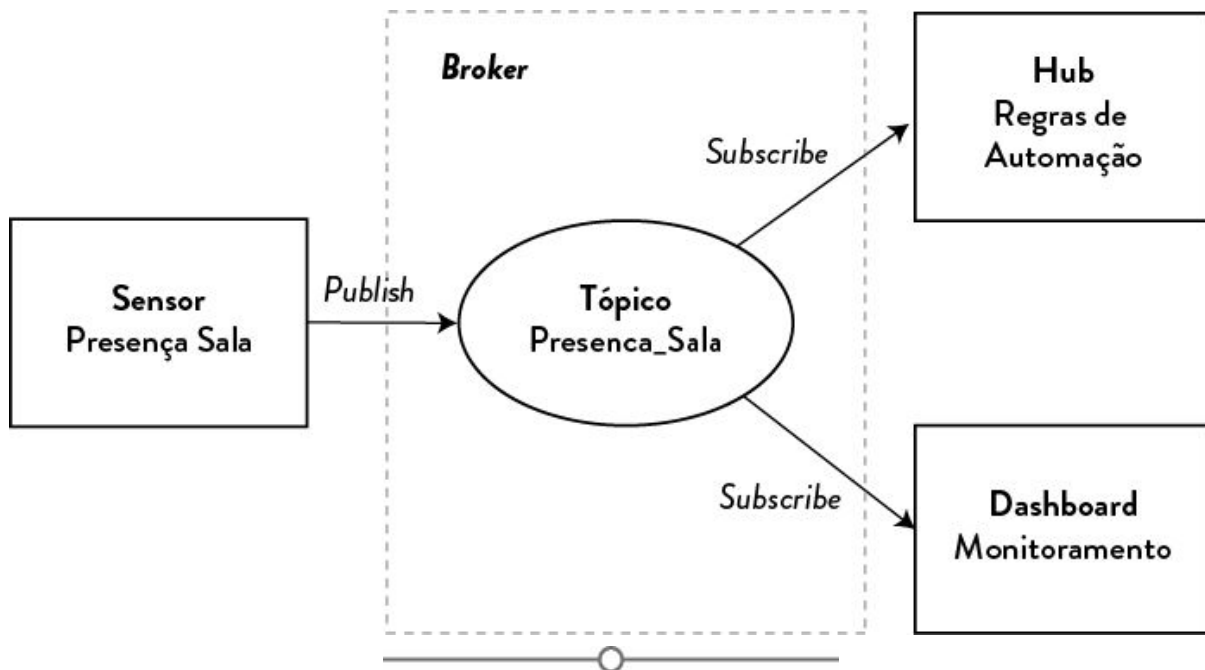 Broker
Hub
Regras de
Automação
Subscribe
Sensor
Presença Sala
Publish
Tópico
Presenca_Sala
Subscribe
Dashboard
Monitoramento